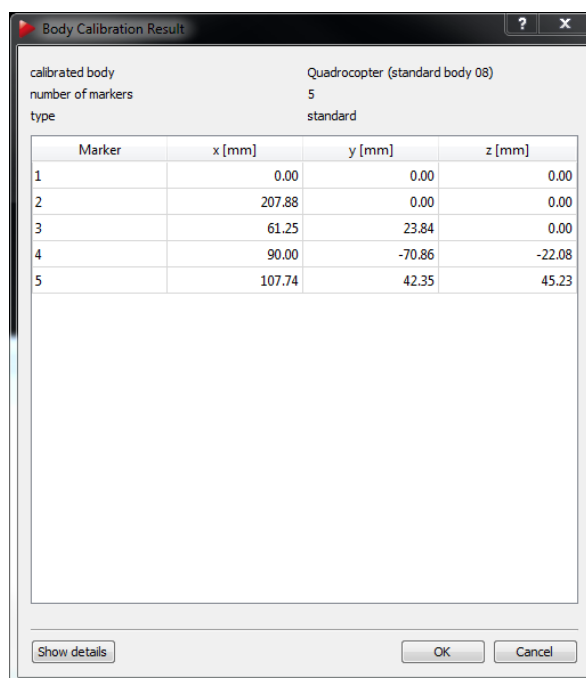 Body Calibration Result ? x
calibrated body Quadrocopter (standard body 08)
number of markers 5
type standard
Marker x [mm] y [mm] z [mm]
1 0.00 0.00 0.00
2 207.88 0.00 0.00
3 61.25 23.84 0.00
4 90.00 -70.86 -22.08
5 107.74 42.35 45.23
Show details OK Cancel